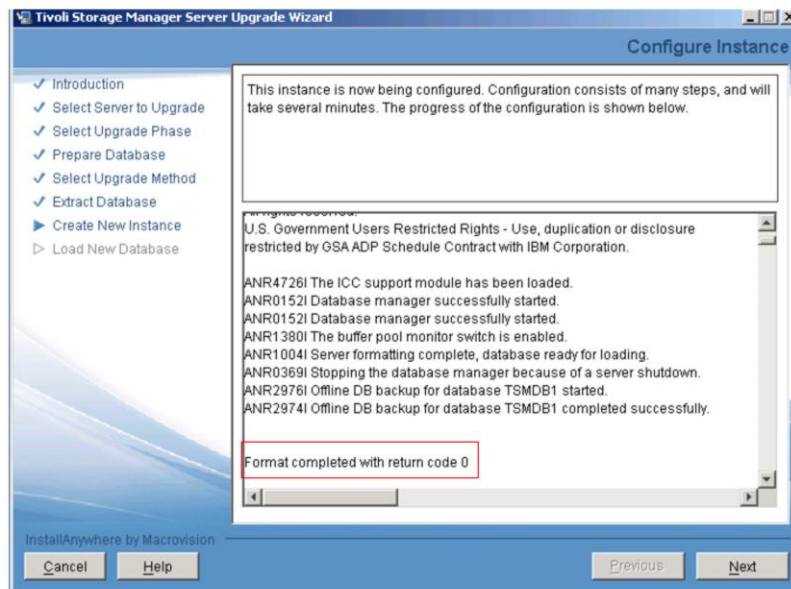 Tivoli Storage Manager Server Upgrade Wizard
Configure Instance
Introduction
Select Server to Upgrade
Select Upgrade Phase
Prepare Database
Select Upgrade Method
Extract Database
Create New Instance
Load New Database
This instance is now being configured. Configuration consists of many steps, and will
take several minutes. The progress of the configuration is shown below.
All rights reserved.
U.S. Government Users Restricted Rights - Use, duplication or disclosure
restricted by GSA ADP Schedule Contract with IBM Corporation.
ANR4726I The ICC support module has been loaded.
ANR0152I Database manager successfully started.
ANR0152I Database manager successfully started.
ANR1380I The buffer pool monitor switch is enabled.
ANR1004I Server formatting complete, database ready for loading.
ANR0369I Stopping the database manager because of a server shutdown.
ANR2976I Offline DB backup for database TSMDB1 started.
ANR2974I Offline DB backup for database TSMDB1 completed successfully.
Format completed with return code 0
InstallAnywhere by Macrovision
Cancel
Help
Previous
Next